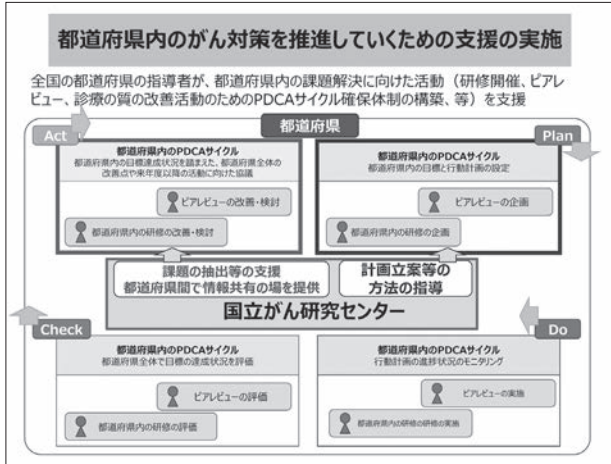 都道府県内のがん対策を推進していくための支援の実施
全国の都道府県の指導者が、都道府県内の課題解決に向けた活動（研修開催、ピアレ
ビュー、診療の質の改善活動のためのPDCAサイクル確保体制の構築、等）を支援
都道府県
Act
都道府県内のPDCAサイクル
都道府県内の目標達成状況を踏まえた、都道府県全体の
改善点や来年度以降の活動に向けた協議
ピアレビューの改善・検討
都道府県内の研修の改善・検討
Plan
都道府県内のPDCAサイクル
都道府県内の目標と行動計画の設定
ピアレビューの企画
都道府県内の研修の企画
課題の抽出等の支援
都道府県間で情報共有の場を提供
計画立案等の
方法の指導
国立がん研究センター
Check
都道府県内のPDCAサイクル
都道府県全体で目標の達成状況を評価
ピアレビューの評価
都道府県内の研修の評価
Do
都道府県内のPDCAサイクル
行動計画の進捗状況のモニタリング
ピアレビューの実施
都道府県内の研修の研修の実施